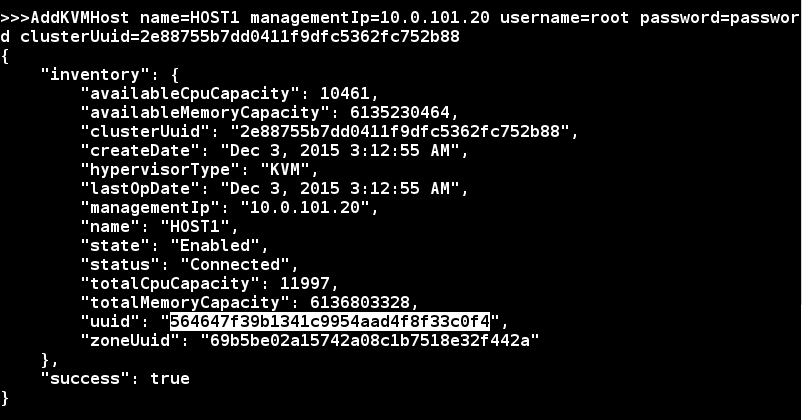 >>>AddKVMHost name=HOST1 managementIp=10.0.101.20 username=root password=passwor
d clusterUuid=2e88755b7dd0411f9dfc5362fc752b88
{
    "inventory": {
        "availableCpuCapacity": 10461,
        "availableMemoryCapacity": 6135230464,
        "clusterUuid": "2e88755b7dd0411f9dfc5362fc752b88",
        "createDate": "Dec 3, 2015 3:12:55 AM",
        "hypervisorType": "KVM",
        "lastOpDate": "Dec 3, 2015 3:12:55 AM",
        "managementIp": "10.0.101.20",
        "name": "HOST1",
        "state": "Enabled",
        "status": "Connected",
        "totalCpuCapacity": 11997,
        "totalMemoryCapacity": 6136803328,
        "uuid": "564647f39b1341c9954aad4f8f33c0f4",
        "zoneUuid": "69b5be02a15742a08c1b7518e32f442a"
    },
    "success": true
}